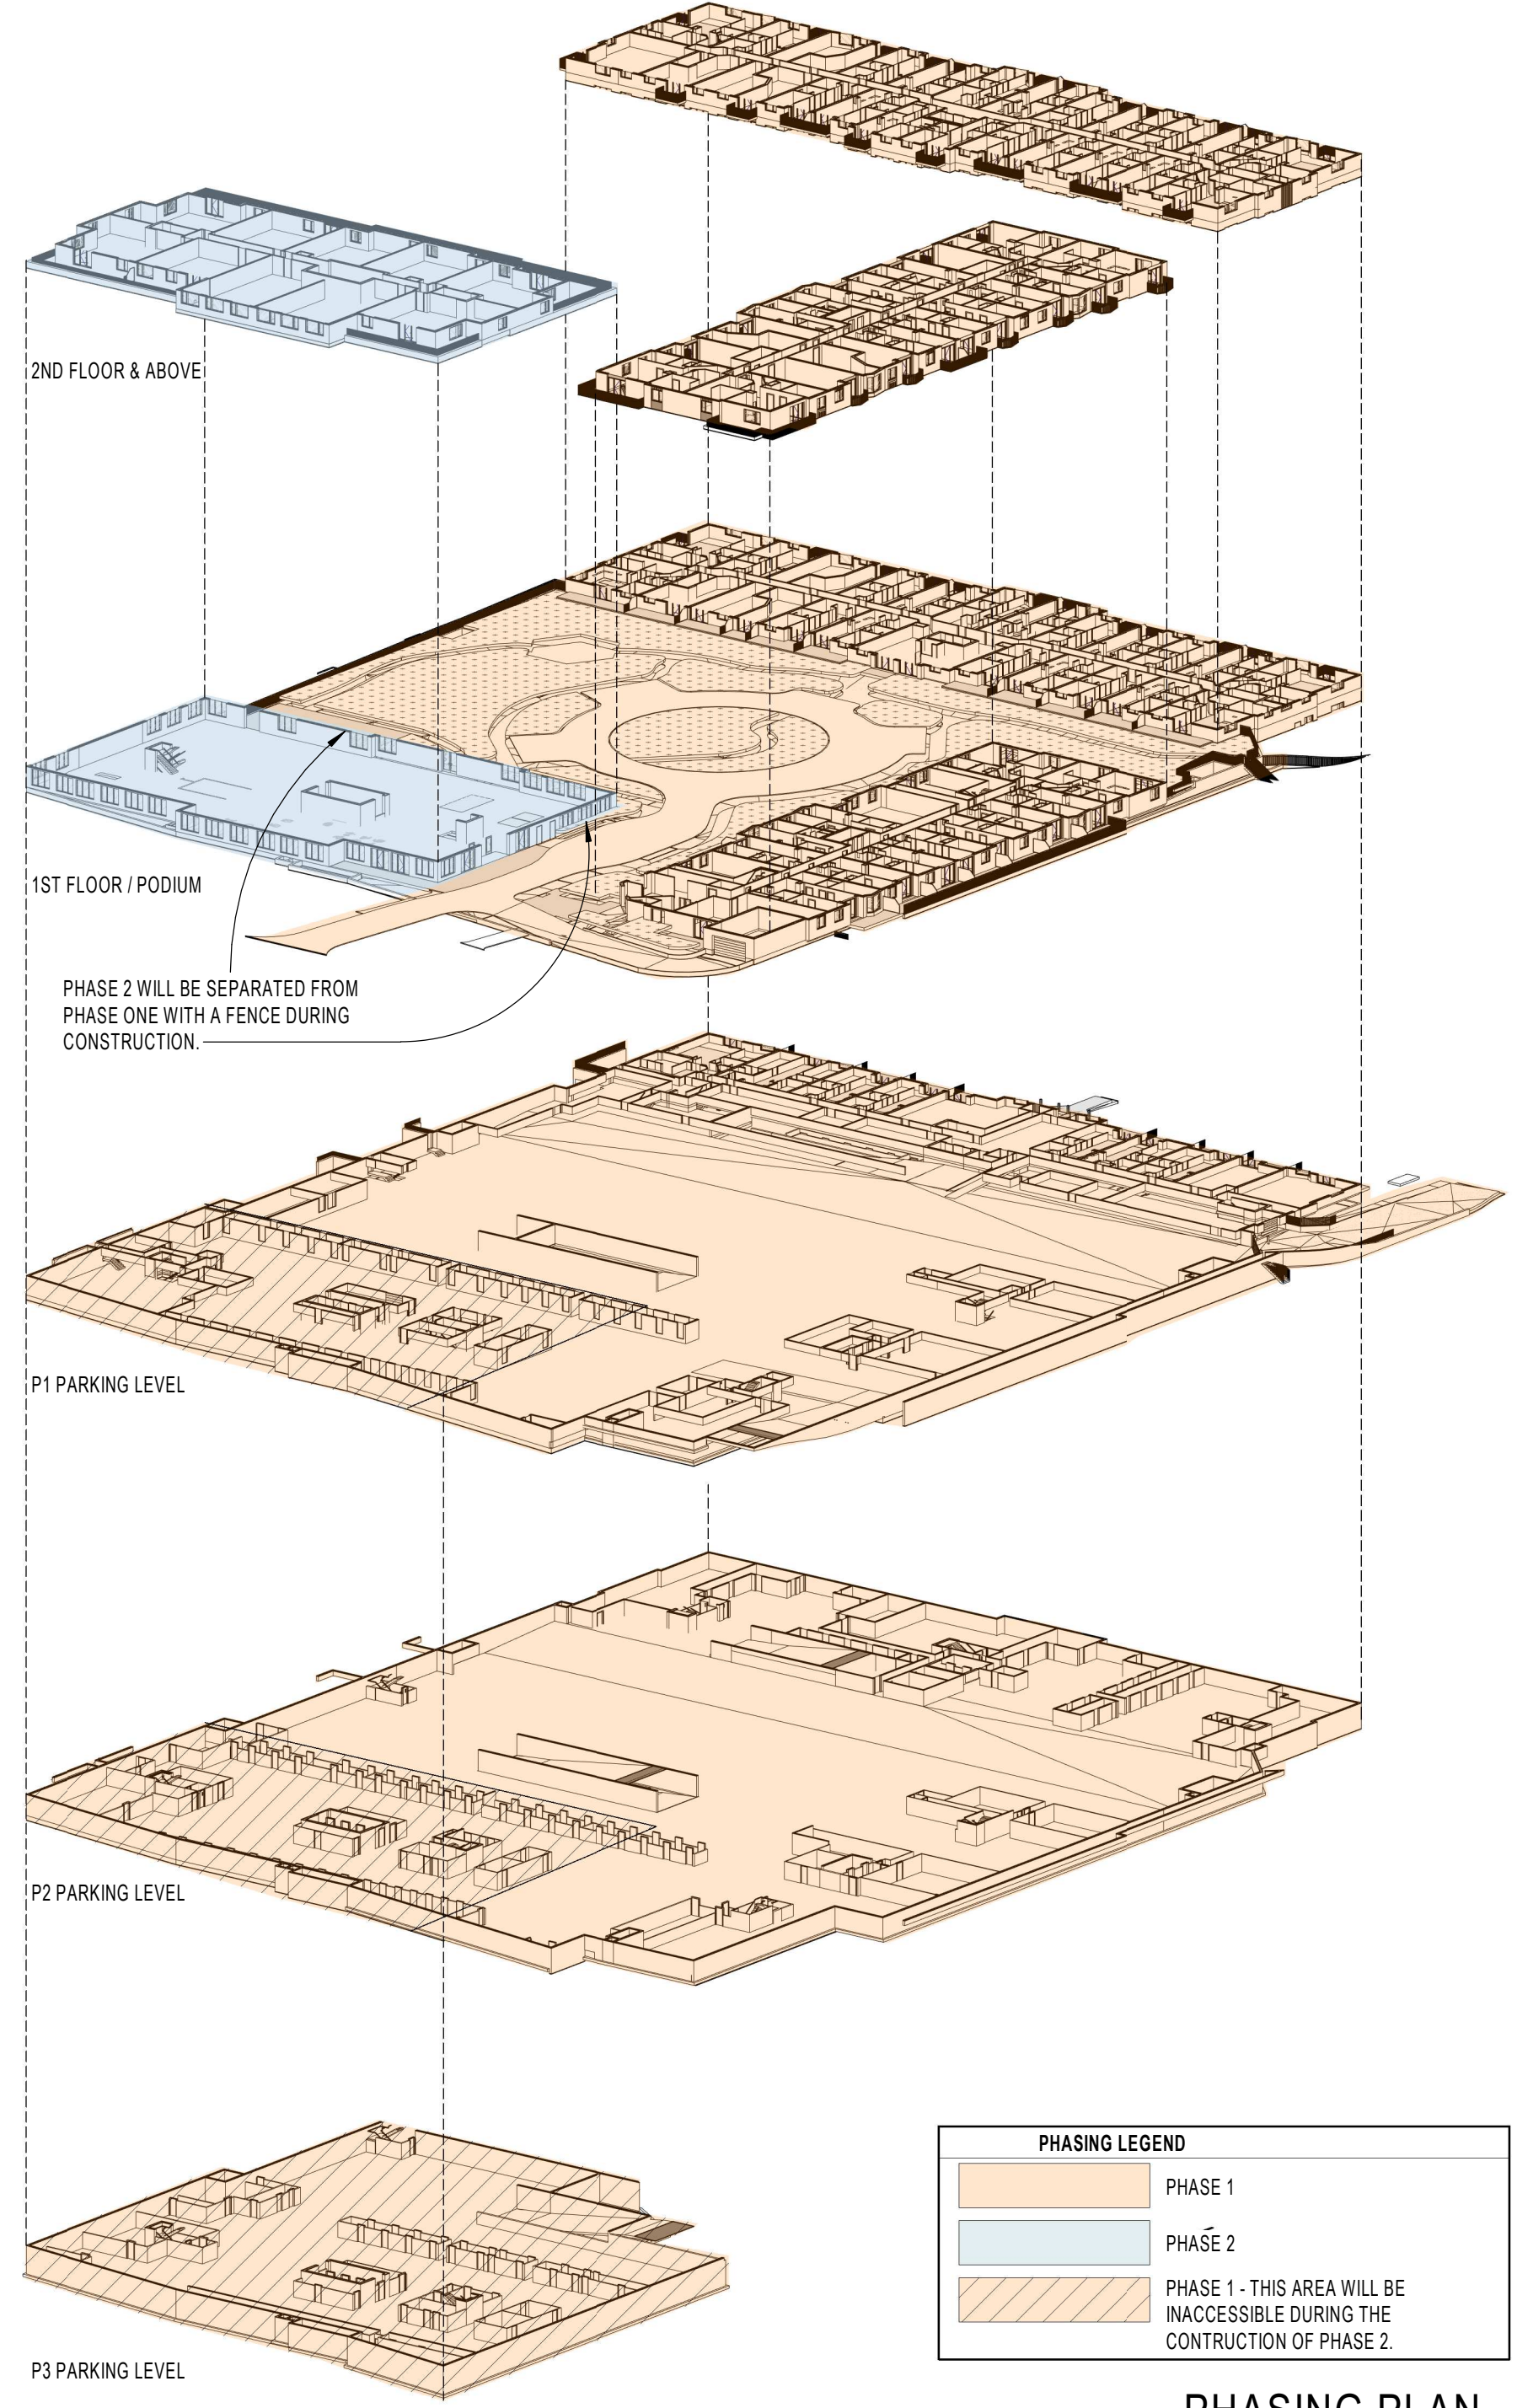 2ND FLOOR & ABOVE
1ST FLOOR / PODIUM
PHASE 2 WILL BE SEPARATED FROM
PHASE ONE WITH A FENCE DURING
CONSTRUCTION.
P1 PARKING LEVEL
P2 PARKING LEVEL
P3 PARKING LEVEL
PHASING LEGEND
PHASE 1
PHASE 2
PHASE 1 - THIS AREA WILL BE
INACCESSIBLE DURING THE
CONTRUCTION OF PHASE 2.
PHASING PLAN